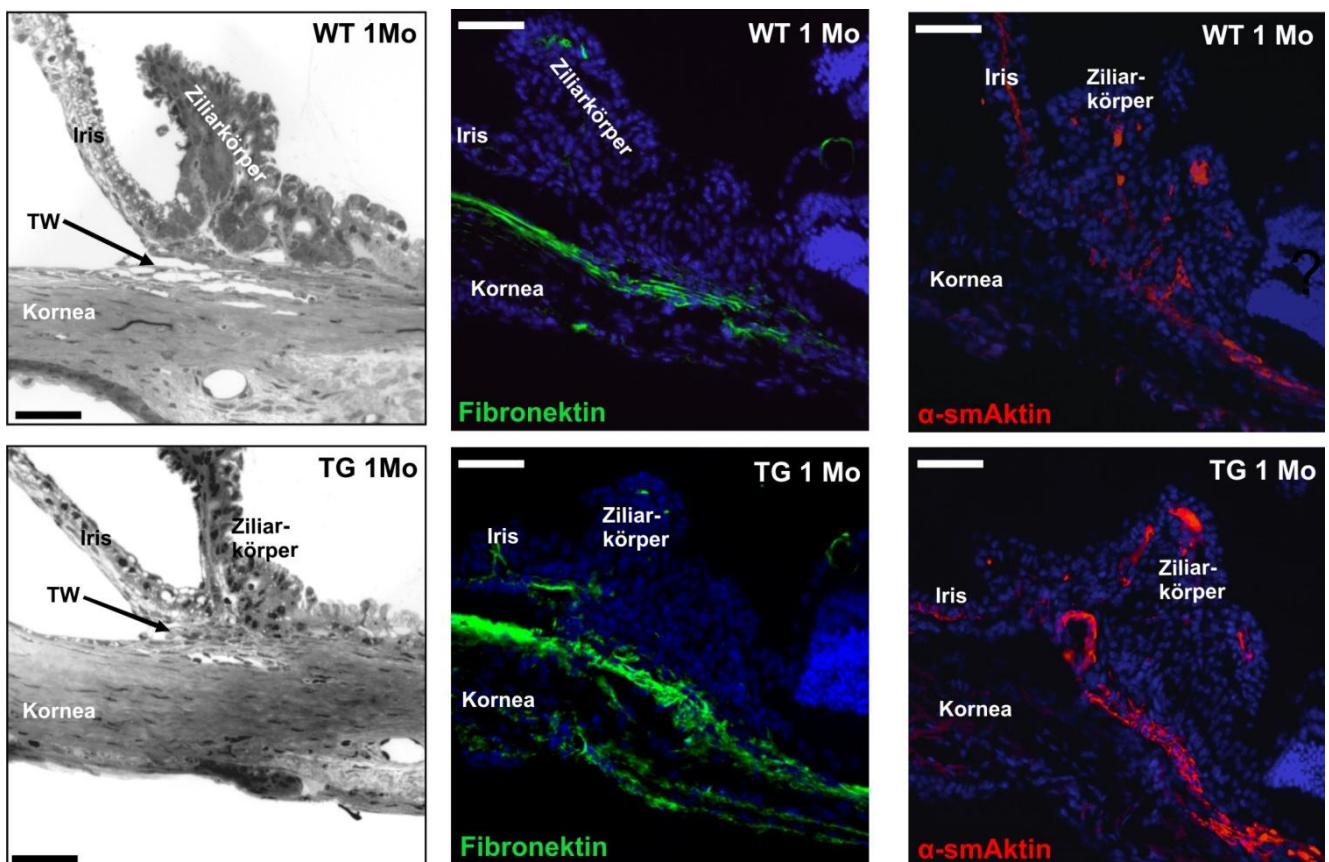 WT 1Mo
Iris
Ziliarkörper
TW
Kornea
WT 1 Mo
Ziliarkörper
Iris
Kornea
Fibronektin
WT 1 Mo
Iris
Ziliar-
körper
?
Kornea
α-smAktin
TG 1Mo
Iris
Ziliar-
körper
TW
Kornea
TG 1 Mo
Ziliar-
körper
Iris
Kornea
Fibronektin
TG 1 Mo
Ziliar-
körper
Iris
Kornea
α-smAktin